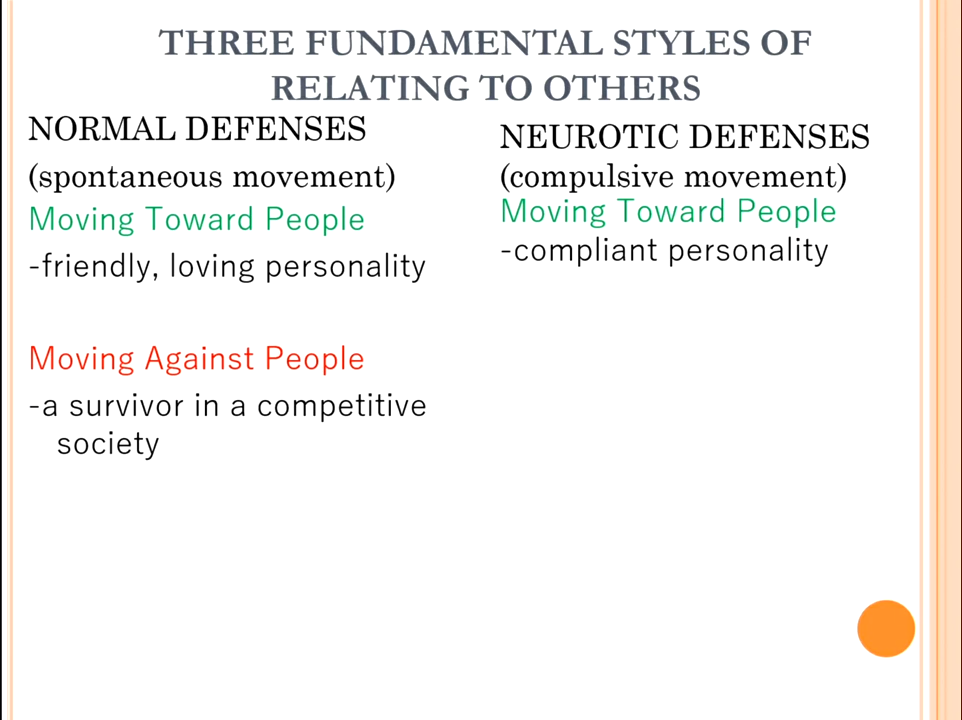 THREE FUNDAMENTAL STYLES OF
RELATING TO OTHERS
NORMAL DEFENSES
(spontaneous movement)
Moving Toward People
-friendly, loving personality
Moving Against People
-a survivor in a competitive
society
NEUROTIC DEFENSES
(compulsive movement)
Moving Toward People
-compliant personality